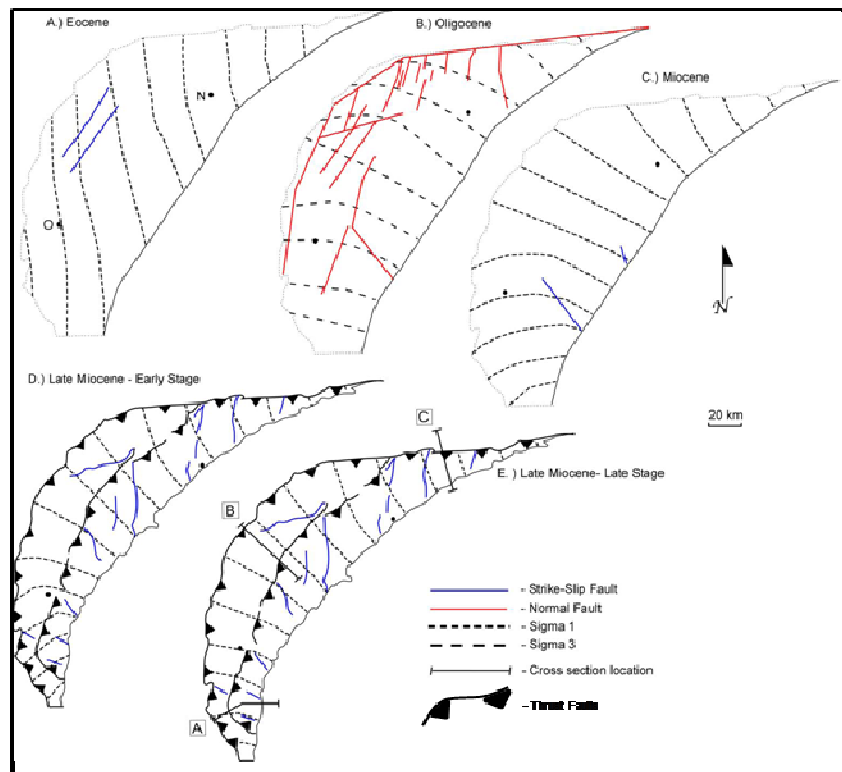 A.) Eocene
B.) Oligocene
C.) Miocene
N
O
N
20 km
D.) Late Miocene - Early Stage
C
E.) Late Miocene- Late Stage
B
A
- Strike-Slip Fault
- Normal Fault
- Sigma 1
- Sigma 3
- Cross section location
- Thrust Fault